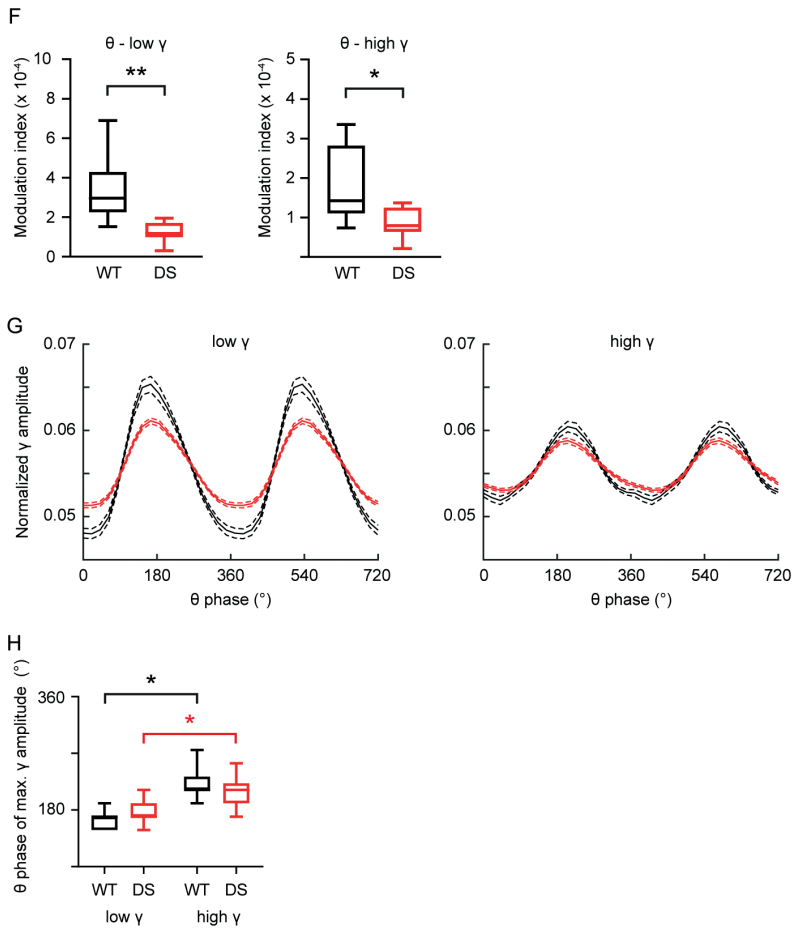 F
θ - low γ
θ - high γ
Modulation index (x 10⁻⁴)
10
8
6
4
2
0
**
WT DS
Modulation index (x 10⁻⁴)
5
4
3
2
1
*
WT DS
G
low γ
high γ
Normalized γ amplitude
0.07
0.06
0.05
0 180 360 540 720
θ phase (°)
0.07
0.06
0.05
0 180 360 540 720
θ phase (°)
H
θ phase of max. γ amplitude (°)
360
180
*
*
WT DS WT DS
low γ high γ